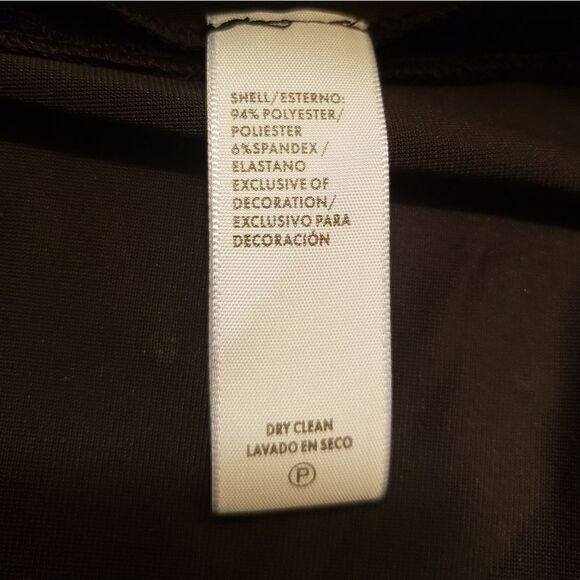 SHELL/ESTERNO:
94% POLYESTER/
POLIESTER
6%SPANDEX /
ELASTANO
EXCLUSIVE OF
DECORATION/
EXCLUSIVO PARA
DECORACIÓN
DRY CLEAN
LAVADO EN SECO
P